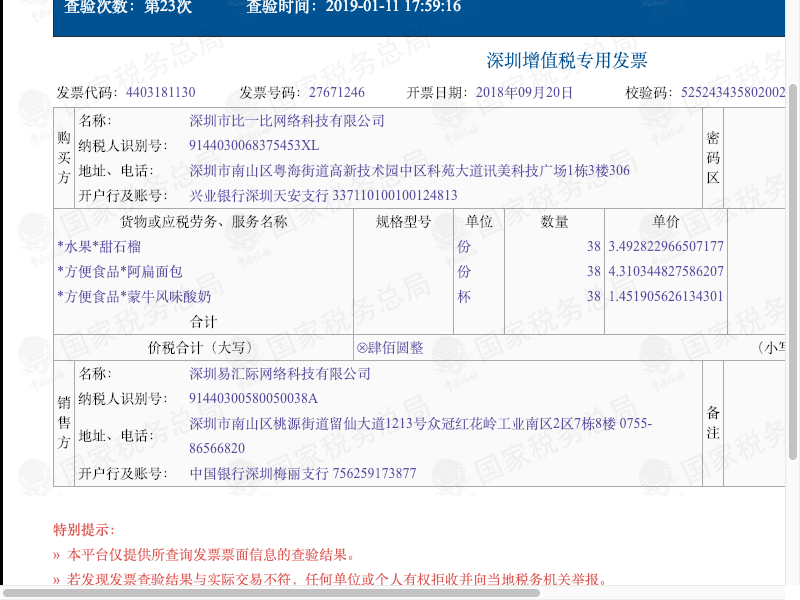 查验次数：第23次 查验时间：2019-01-11 17:59:16
深圳增值税专用发票
发票代码：4403181130 发票号码：27671246 开票日期：2018年09月20日 校验码：525243435802002
购买方
名称： 深圳市比一比网络科技有限公司
纳税人识别号： 9144030068375453XL
地址、电话： 深圳市南山区粤海街道高新技术园中区科苑大道讯美科技广场1栋3楼306
开户行及账号： 兴业银行深圳天安支行 337110100100124813
密码区
货物或应税劳务、服务名称 规格型号 单位 数量 单价
*水果*甜石榴 份 38 3.492822966507177
*方便食品*阿扁面包 份 38 4.310344827586207
*方便食品*蒙牛风味酸奶 杯 38 1.451905626134301
合计
价税合计（大写） ⊗肆佰圆整 （小写
销售方
名称： 深圳易汇际网络科技有限公司
纳税人识别号： 91440300580050038A
地址、电话： 深圳市南山区桃源街道留仙大道1213号众冠红花岭工业南区2区7栋8楼 0755-
86566820
开户行及账号： 中国银行深圳梅丽支行 756259173877
备注
特别提示：
» 本平台仅提供所查询发票票面信息的查验结果。
» 若发现发票查验结果与实际交易不符，任何单位或个人有权拒收并向当地税务机关举报。
国家税务总局